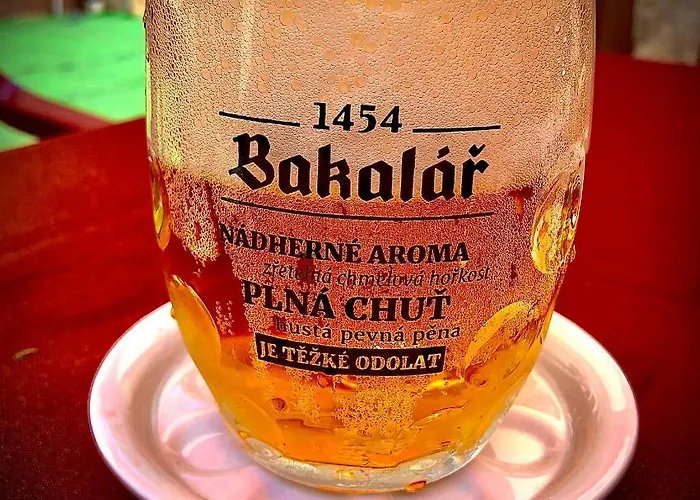 1454
Bakalář
NÁDHERNÉ AROMA
zřetelná chmelová hořkost
PLNÁ CHUŤ
hustá pevná pěna
JE TĚŽKÉ ODOLAT